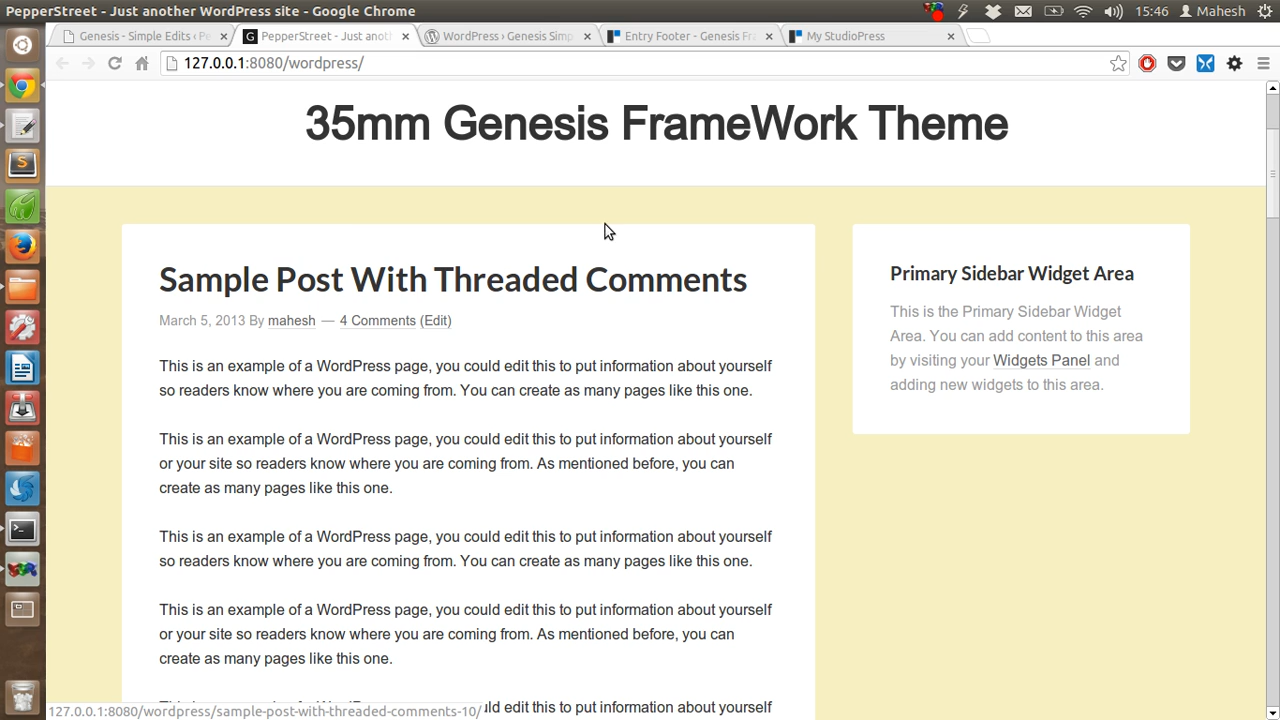 PepperStreet - Just another WordPress site - Google Chrome
15:46 Mahesh
Genesis - Simple Edits ‹ Pe
PepperStreet - Just anot
WordPress › Genesis Simp
Entry Footer - Genesis Fra
My StudioPress
127.0.0.1:8080/wordpress/
35mm Genesis FrameWork Theme
Sample Post With Threaded Comments
March 5, 2013 By mahesh — 4 Comments (Edit)
This is an example of a WordPress page, you could edit this to put information about yourself
so readers know where you are coming from. You can create as many pages like this one.
This is an example of a WordPress page, you could edit this to put information about yourself
or your site so readers know where you are coming from. As mentioned before, you can
create as many pages like this one.
This is an example of a WordPress page, you could edit this to put information about yourself
so readers know where you are coming from. You can create as many pages like this one.
This is an example of a WordPress page, you could edit this to put information about yourself
or your site so readers know where you are coming from. As mentioned before, you can
create as many pages like this one.
uld edit this to put information about yourself
Primary Sidebar Widget Area
This is the Primary Sidebar Widget
Area. You can add content to this area
by visiting your Widgets Panel and
adding new widgets to this area.
127.0.0.1:8080/wordpress/sample-post-with-threaded-comments-10/